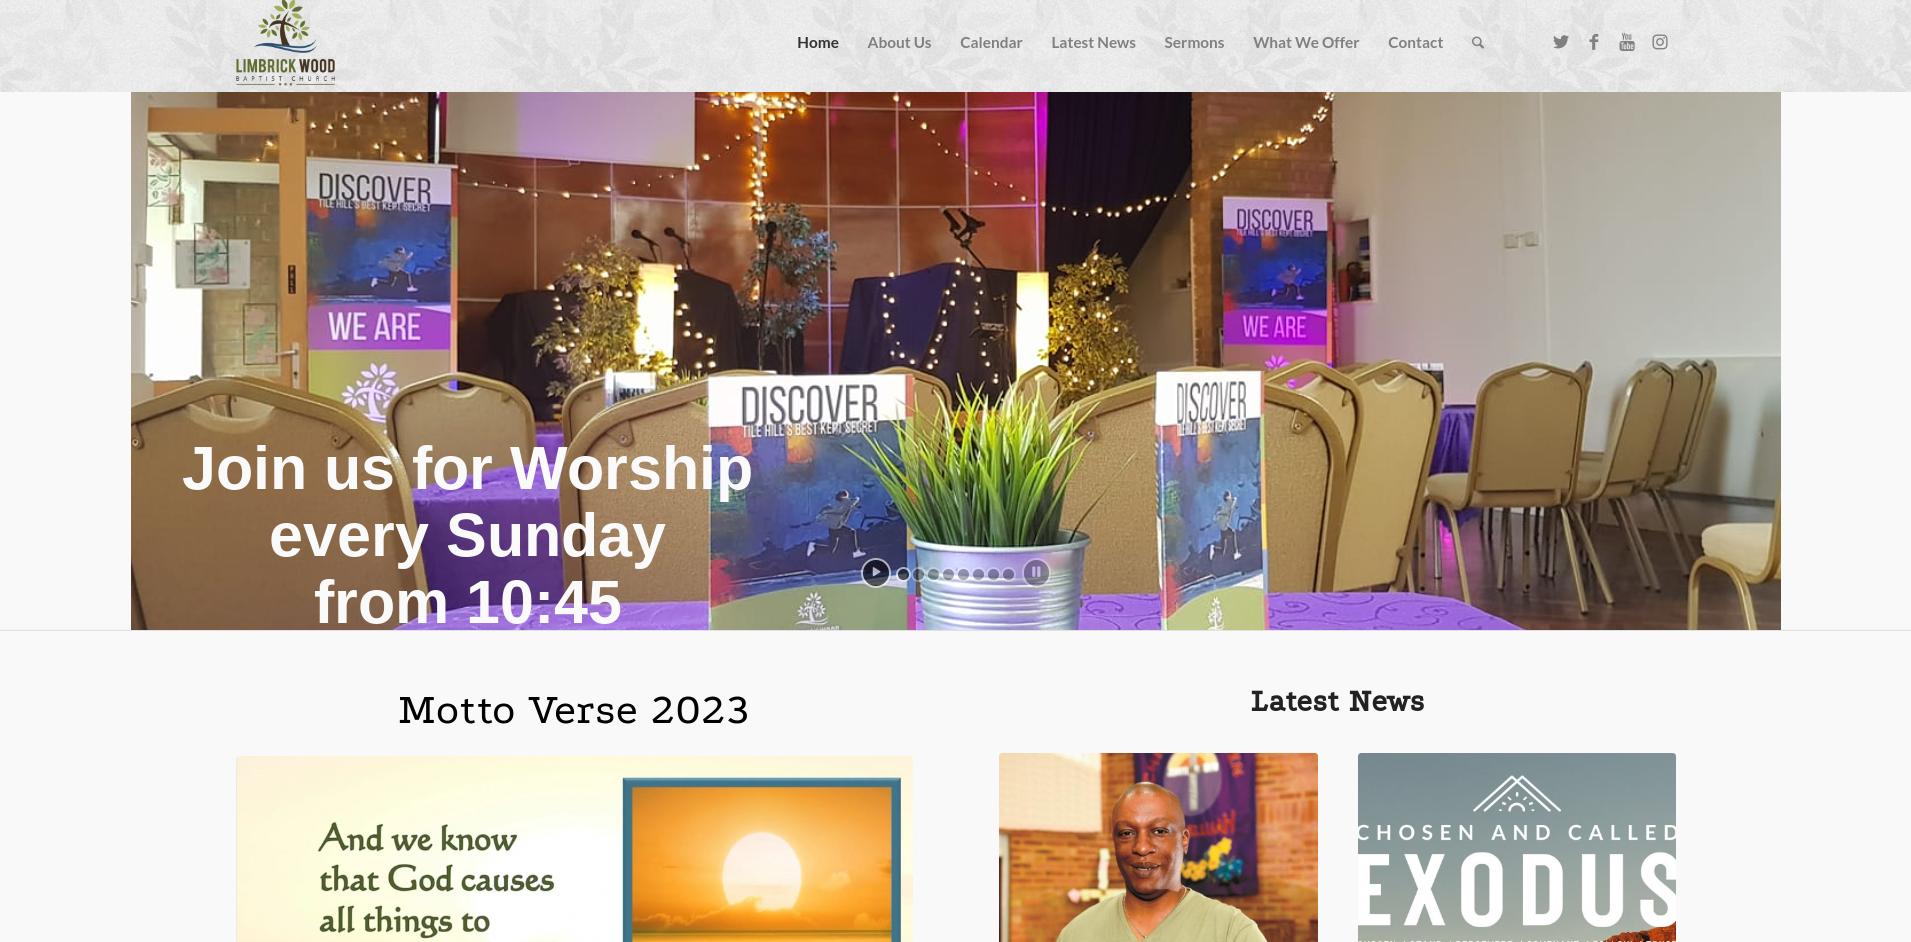 LIMBRICK WOOD
BAPTIST CHURCH
Home
About Us
Calendar
Latest News
Sermons
What We Offer
Contact
You
Tube
DISCOVER
TILE HILL'S BEST KEPT SECRET
WE ARE
DISCOVER
TILE HILL'S BEST KEPT SECRET
WE ARE
PULL
DISCOVER
TILE HILL'S BEST KEPT SECRET
DISCOVER
TILE HILL'S BEST KEPT SECRET
Join us for Worship
every Sunday
from 10:45
Motto Verse 2023
Latest News
And we know
that God causes
all things to
CHOSEN AND CALLED
EXODUS